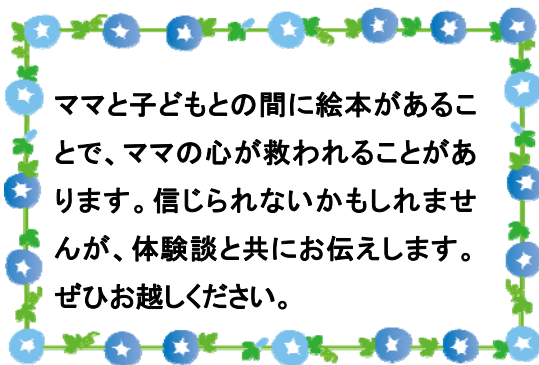 ママと子どもとの間に絵本があるこ
とで、ママの心が救われることがあ
ります。信じられないかもしれませ
んが、体験談と共にお伝えします。
ぜひお越しください。